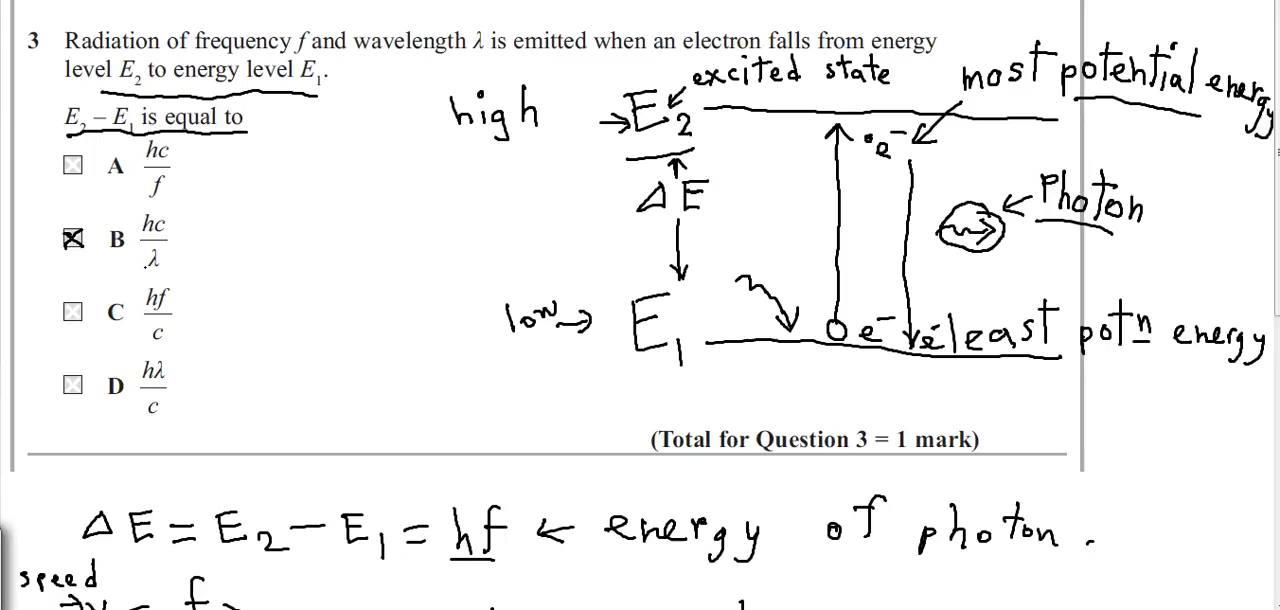 3 Radiation of frequency f and wavelength λ is emitted when an electron falls from energy
level E₂ to energy level E₁.
E₂ – E₁ is equal to
A hc/f
B hc/λ
C hf/c
D hλ/c
high → E₂ ← excited state
most potential energy
e⁻
ΔE
Photon
low → E₁
e⁻ e⁻ least potn energy
(Total for Question 3 = 1 mark)
ΔE = E₂ – E₁ = hf ← energy of photon.
speed